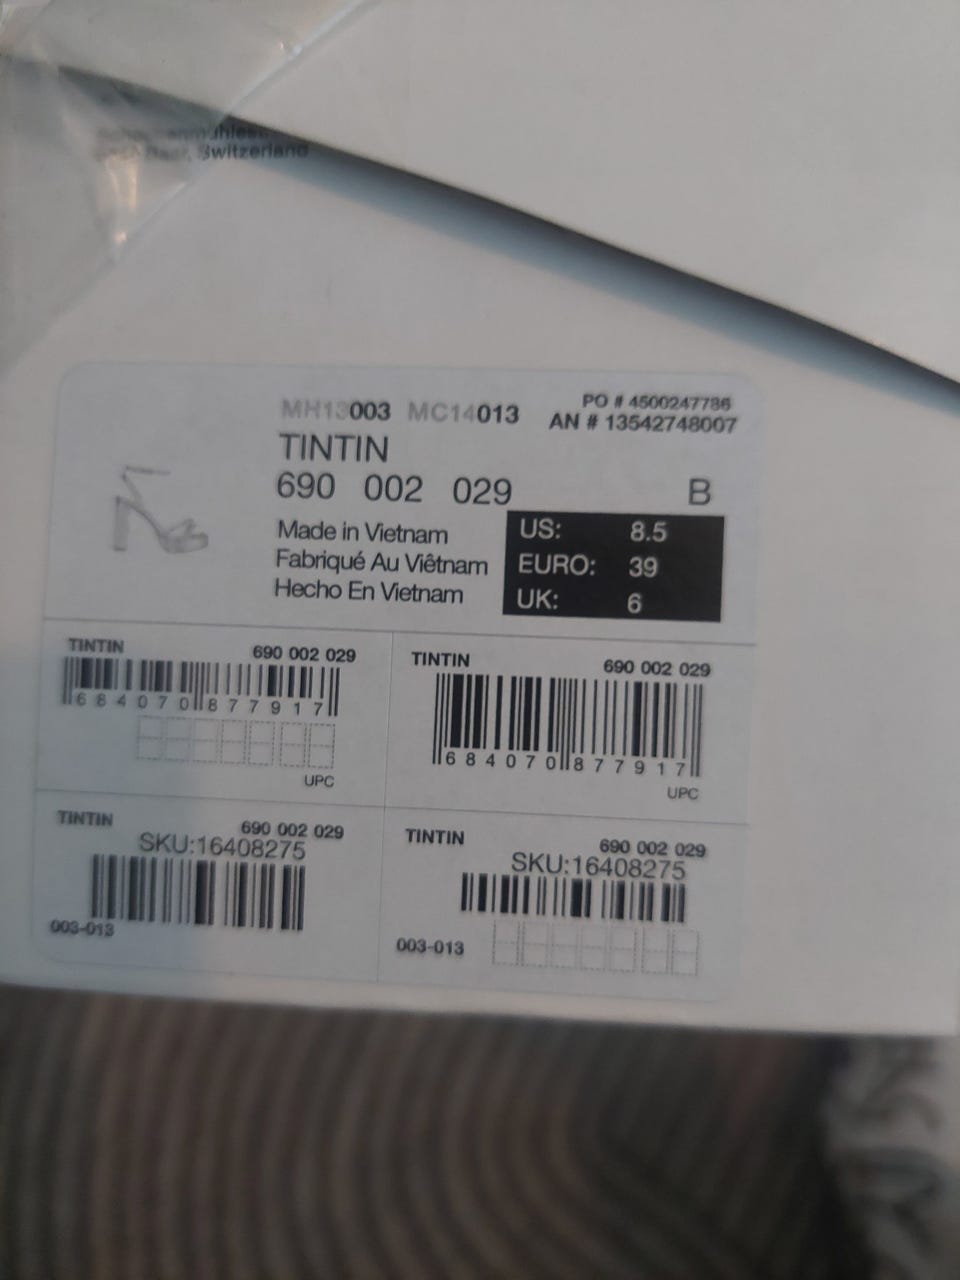 Switzerland
MH13003 MC14013
PO # 4500247786
AN # 13542748007
TINTIN
690 002 029
B
Made in Vietnam
Fabriqué Au Viêtnam
Hecho En Vietnam
US: 8.5
EURO: 39
UK: 6
TINTIN 690 002 029
684070877917
UPC
TINTIN 690 002 029
684070877917
UPC
TINTIN 690 002 029
SKU:16408275
003-013
TINTIN 690 002 029
SKU:16408275
003-013